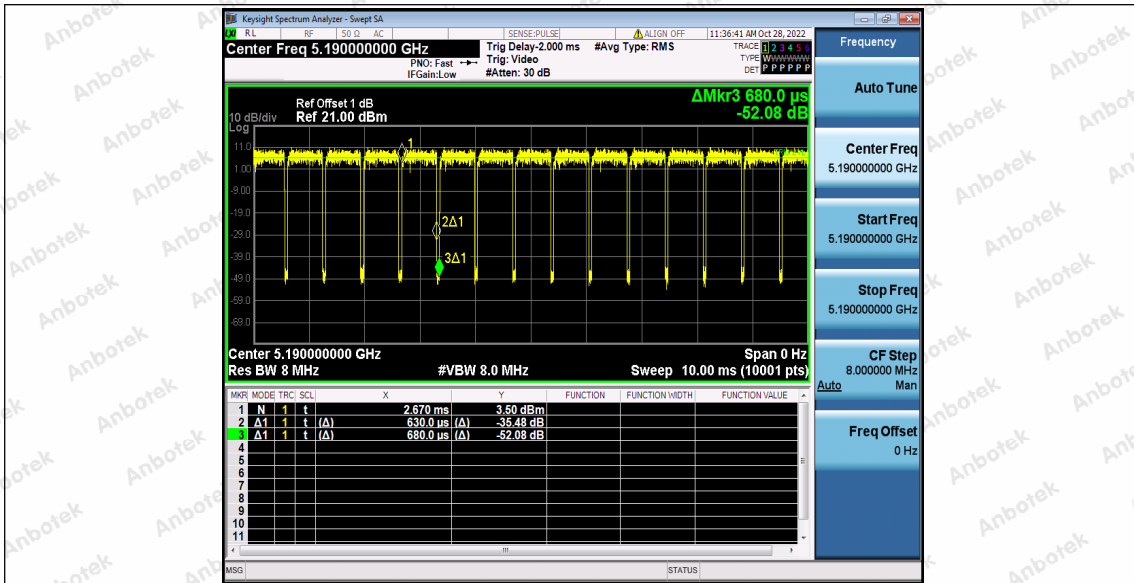 Keysight Spectrum Analyzer - Swept SA
RL RF 50 Ω AC SENSE:PULSE ALIGN OFF 11:36:41 AM Oct 28, 2022
Center Freq 5.190000000 GHz
PNO: Fast
IFGain:Low
Trig Delay-2.000 ms
Trig: Video
#Atten: 30 dB
#Avg Type: RMS
TRACE 1 2 3 4 5 6
TYPE WWWWWW
DET P P P P P P
ΔMkr3 680.0 µs
-52.08 dB
Ref Offset 1 dB
10 dB/div Ref 21.00 dBm
Log
11.0
1.00
-9.00
-19.0
-29.0
-39.0
-49.0
-59.0
-69.0
1
2Δ1
3Δ1
Center 5.190000000 GHz Span 0 Hz
Res BW 8 MHz #VBW 8.0 MHz Sweep 10.00 ms (10001 pts)
MKR MODE TRC SCL X Y FUNCTION FUNCTION WIDTH FUNCTION VALUE
1 N 1 t 2.670 ms 3.50 dBm
2 Δ1 1 t (Δ) 630.0 µs (Δ) -35.48 dB
3 Δ1 1 t (Δ) 680.0 µs (Δ) -52.08 dB
4
5
6
7
8
9
10
11
MSG STATUS
Frequency
Auto Tune
Center Freq
5.190000000 GHz
Start Freq
5.190000000 GHz
Stop Freq
5.190000000 GHz
CF Step
8.000000 MHz
Auto Man
Freq Offset
0 Hz
Anbotek